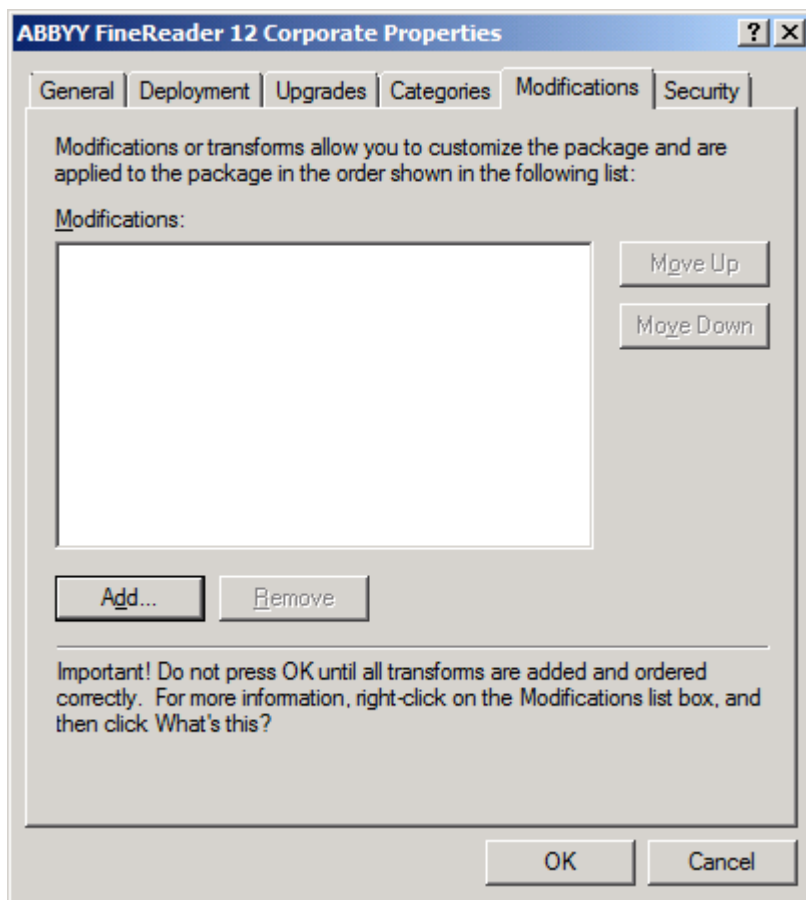 ABBYY FineReader 12 Corporate Properties
General Deployment Upgrades Categories Modifications Security
Modifications or transforms allow you to customize the package and are
applied to the package in the order shown in the following list:
Modifications:
Move Up
Move Down
Add... Remove
Important! Do not press OK until all transforms are added and ordered
correctly.  For more information, right-click on the Modifications list box, and
then click What's this?
OK Cancel